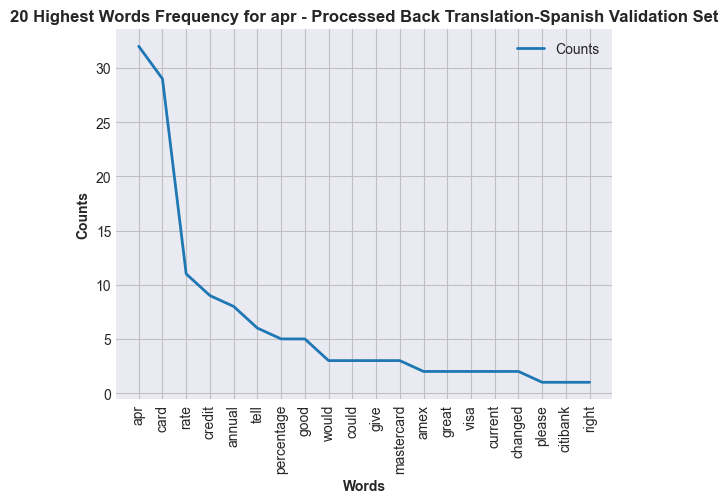 20 Highest Words Frequency for apr - Processed Back Translation-Spanish Validation Set
Counts
30
25
20
15
10
5
0
Counts
apr
card
rate
credit
annual
tell
percentage
good
would
could
give
mastercard
amex
great
visa
current
changed
please
citibank
right
Words